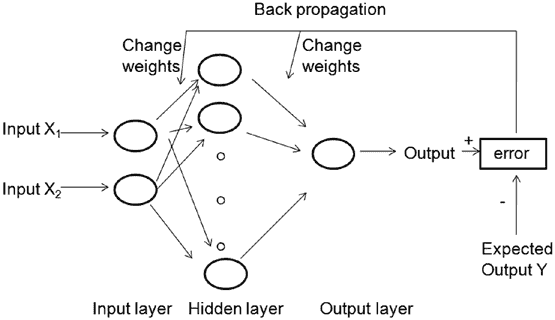 Back propagation
Change
weights
Change
weights
Input X₁
Input X₂
Output
+
error
-
Expected
Output Y
Input layer
Hidden layer
Output layer